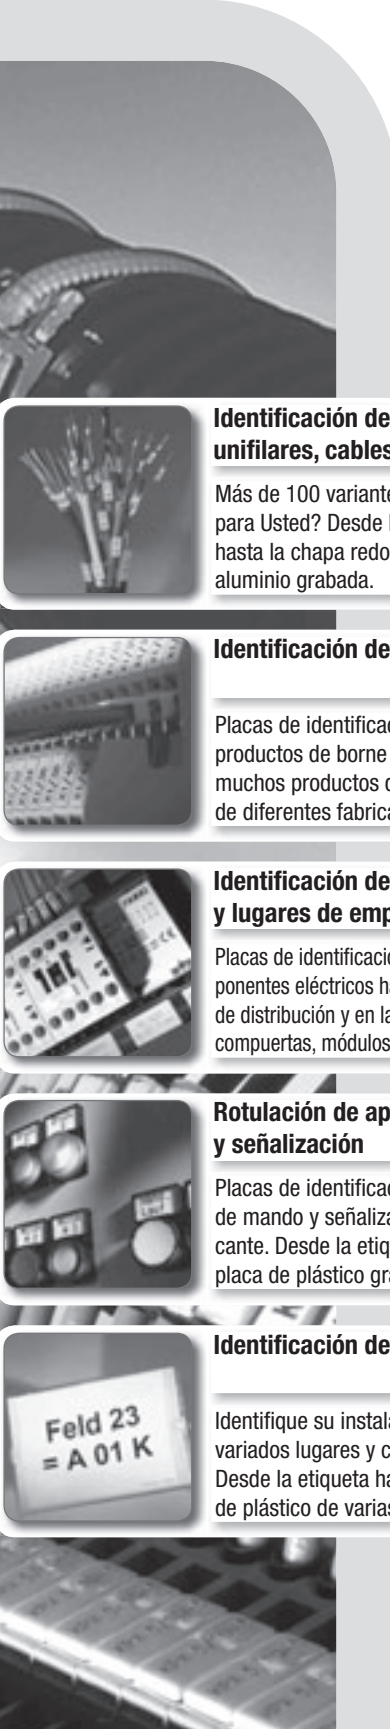 Identificación de
unifilares, cables
Más de 100 variante
para Usted? Desde l
hasta la chapa redo
aluminio grabada.
Identificación de
Placas de identificac
productos de borne
muchos productos d
de diferentes fabrica
Identificación de
y lugares de emp
Placas de identificació
ponentes eléctricos ha
de distribución y en la
compuertas, módulos
Rotulación de ap
y señalización
Placas de identificac
de mando y señaliza
cante. Desde la etiq
placa de plástico gra
Identificación de
Feld 23
= A 01 K
Identifique su instala
variados lugares y c
Desde la etiqueta ha
de plástico de varias